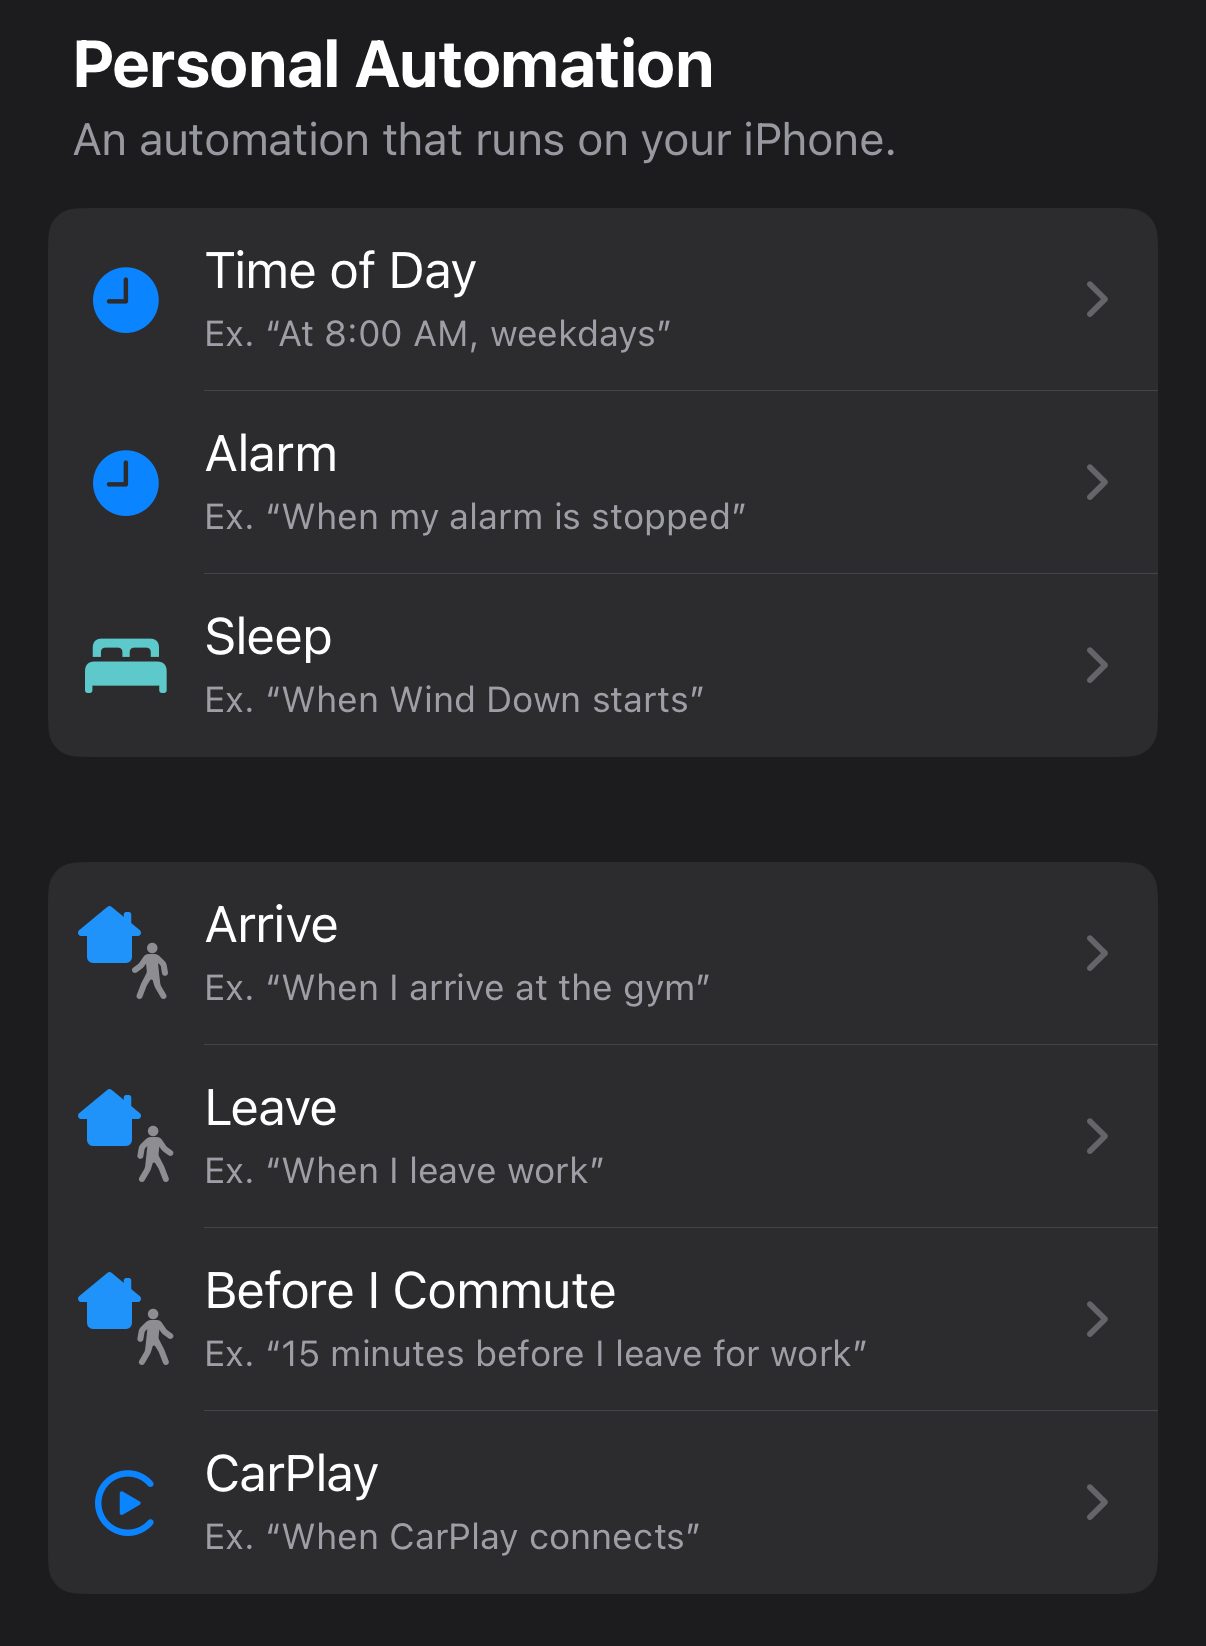 Personal Automation
An automation that runs on your iPhone.
Time of Day
Ex. “At 8:00 AM, weekdays”
Alarm
Ex. “When my alarm is stopped”
Sleep
Ex. “When Wind Down starts”
Arrive
Ex. “When I arrive at the gym”
Leave
Ex. “When I leave work”
Before I Commute
Ex. “15 minutes before I leave for work”
CarPlay
Ex. “When CarPlay connects”